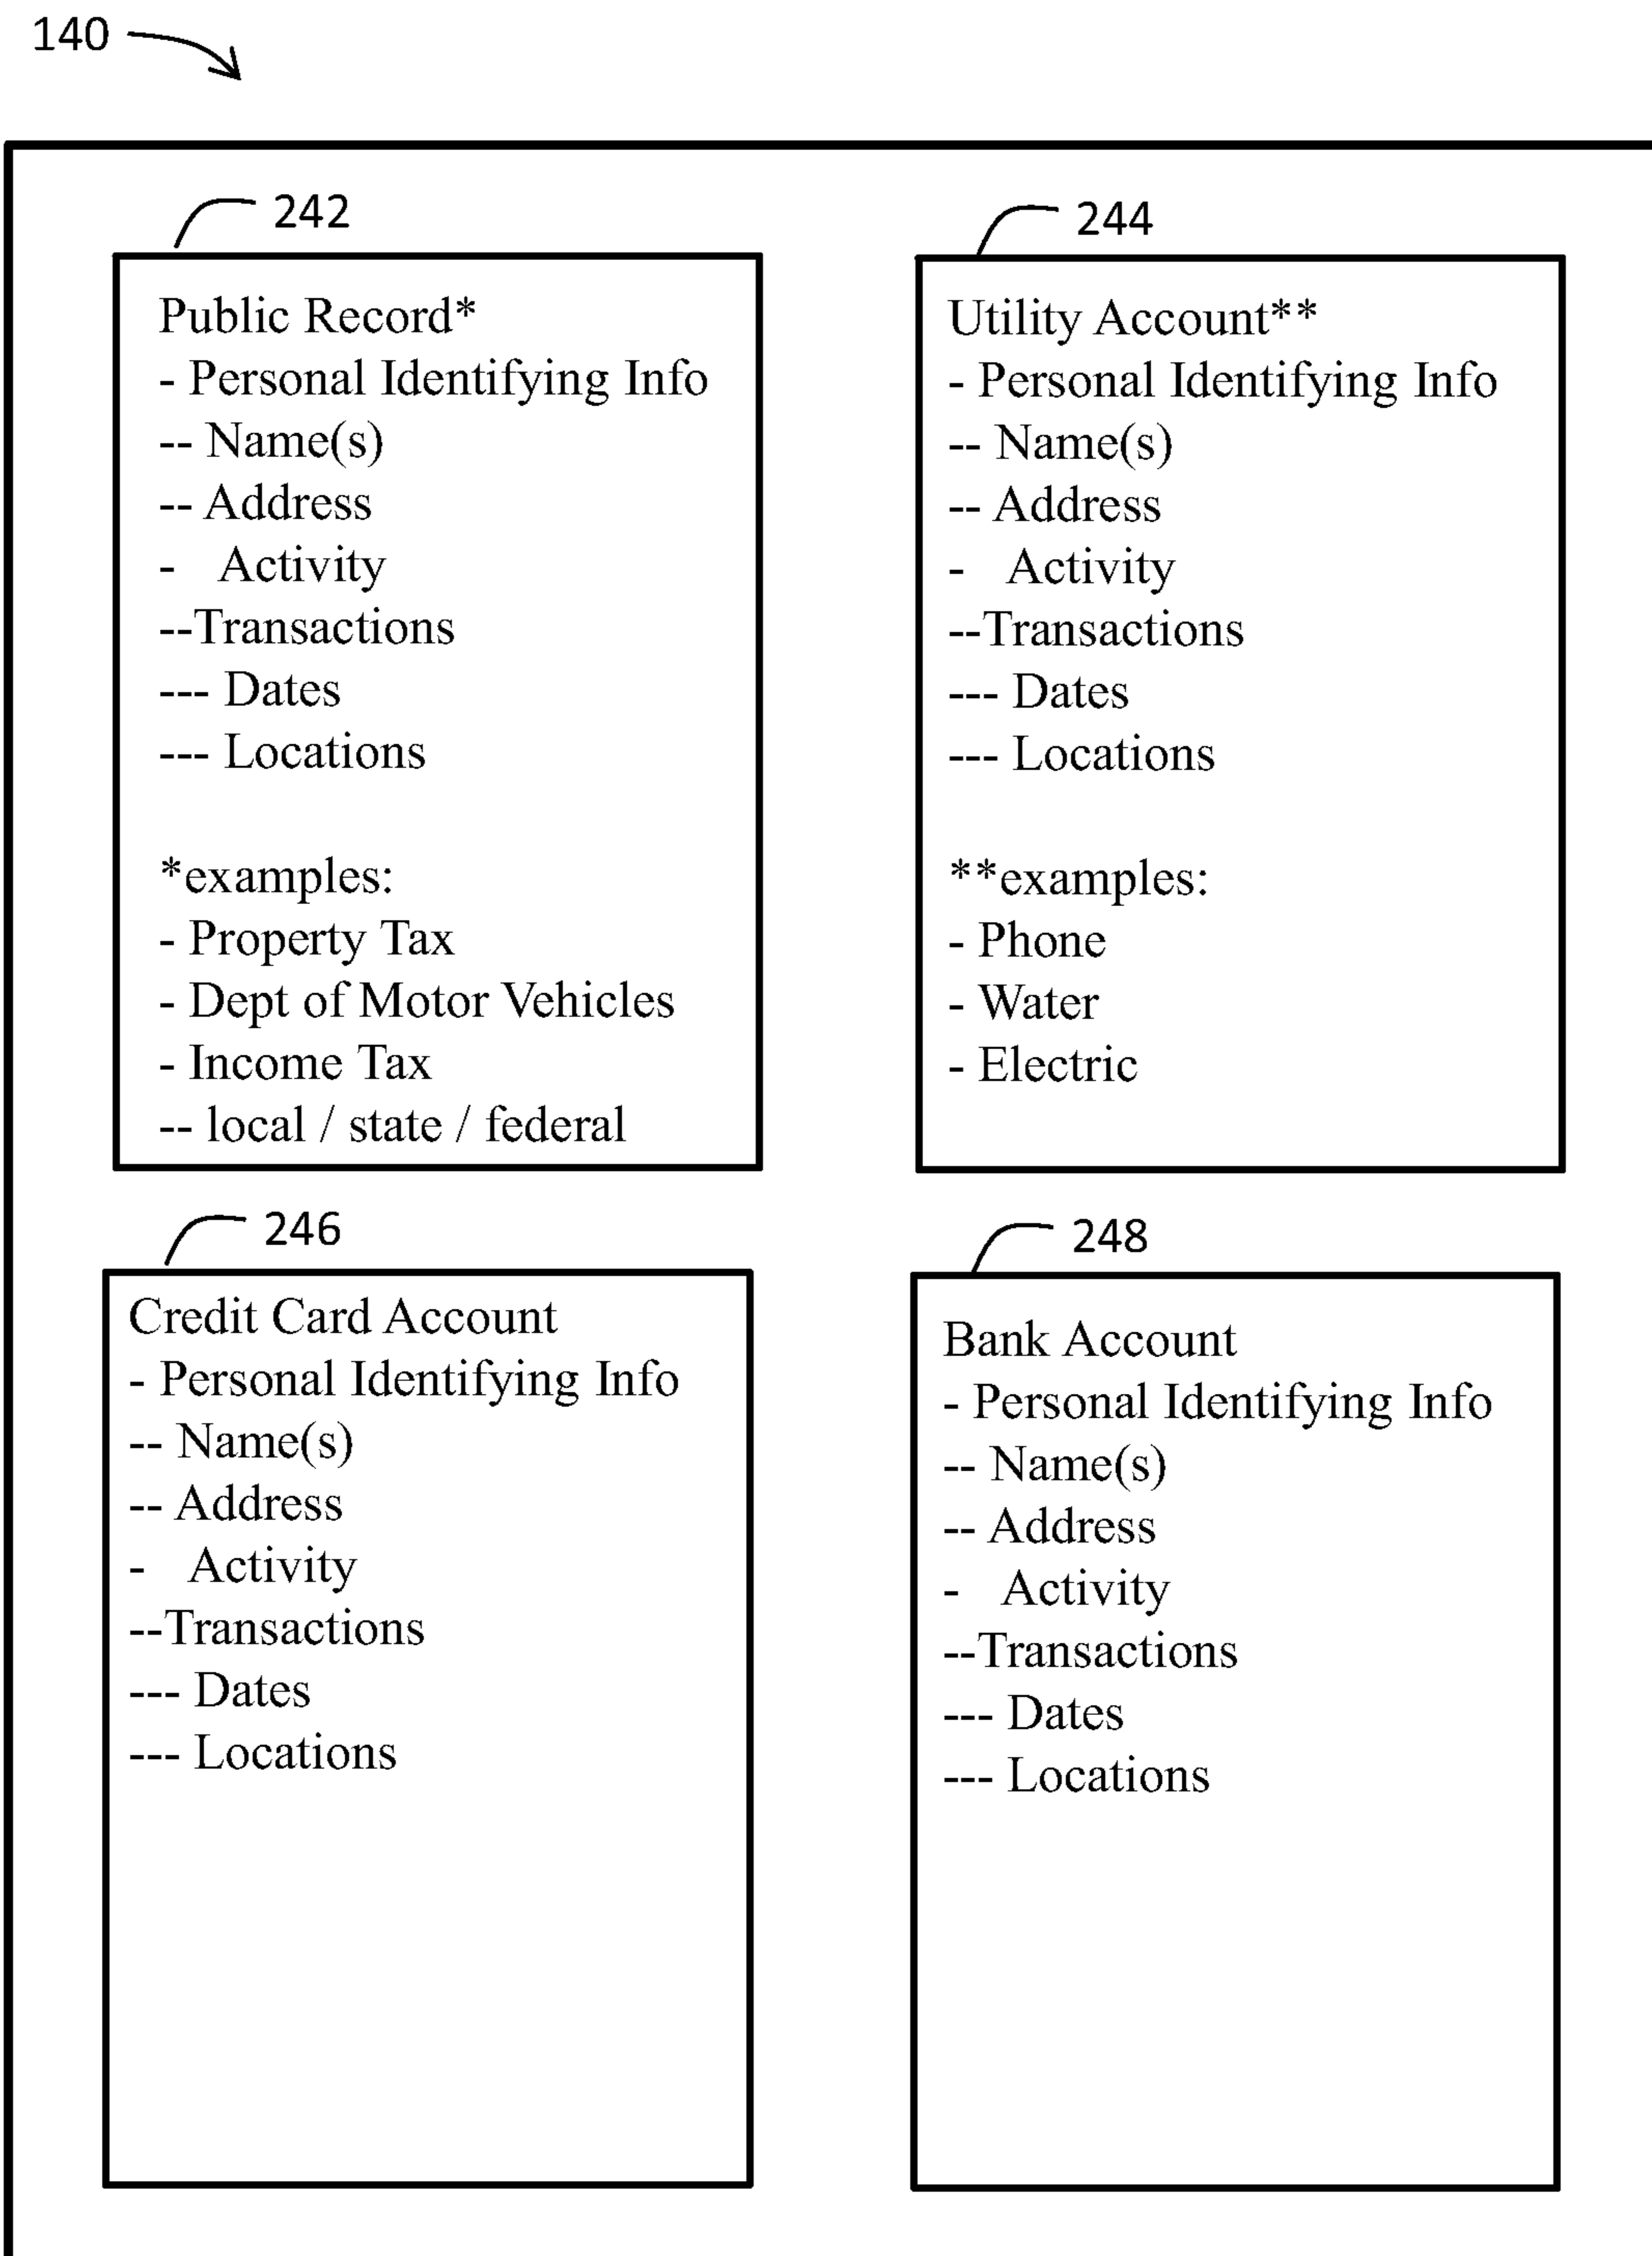 140
242
Public Record*
- Personal Identifying Info
-- Name(s)
-- Address
-   Activity
--Transactions
--- Dates
--- Locations
*examples:
- Property Tax
- Dept of Motor Vehicles
- Income Tax
-- local / state / federal
244
Utility Account**
- Personal Identifying Info
-- Name(s)
-- Address
-   Activity
--Transactions
--- Dates
--- Locations
**examples:
- Phone
- Water
- Electric
246
Credit Card Account
- Personal Identifying Info
-- Name(s)
-- Address
-   Activity
--Transactions
--- Dates
--- Locations
248
Bank Account
- Personal Identifying Info
-- Name(s)
-- Address
-   Activity
--Transactions
--- Dates
--- Locations